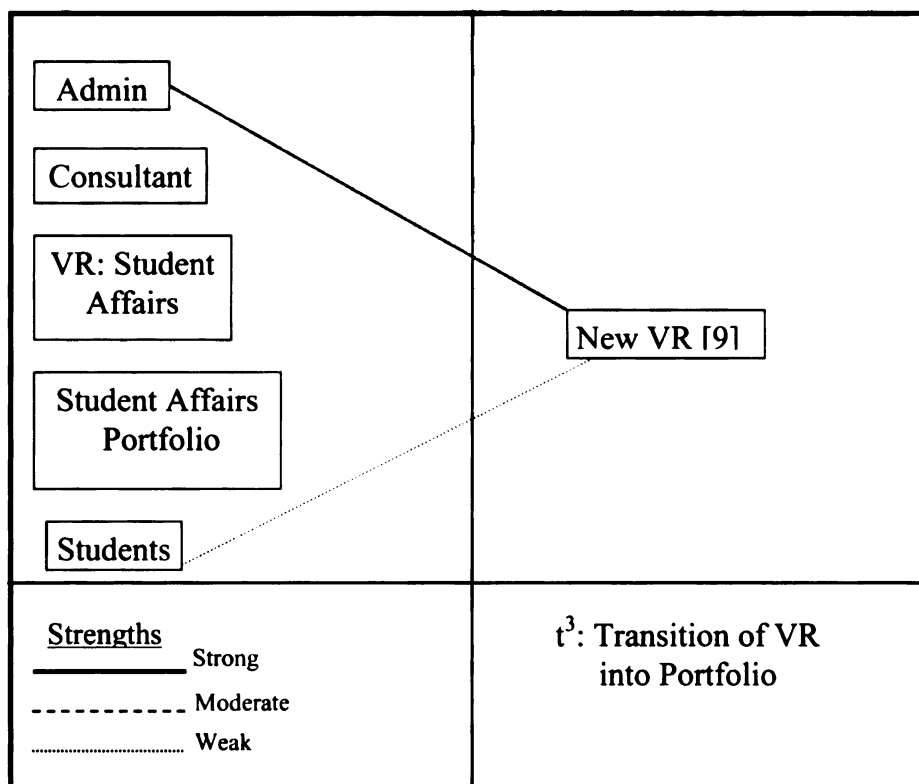 Admin
Consultant
VR: Student
Affairs
Student Affairs
Portfolio
Students
New VR [9]
Strengths
Strong
Moderate
Weak
t³: Transition of VR
into Portfolio